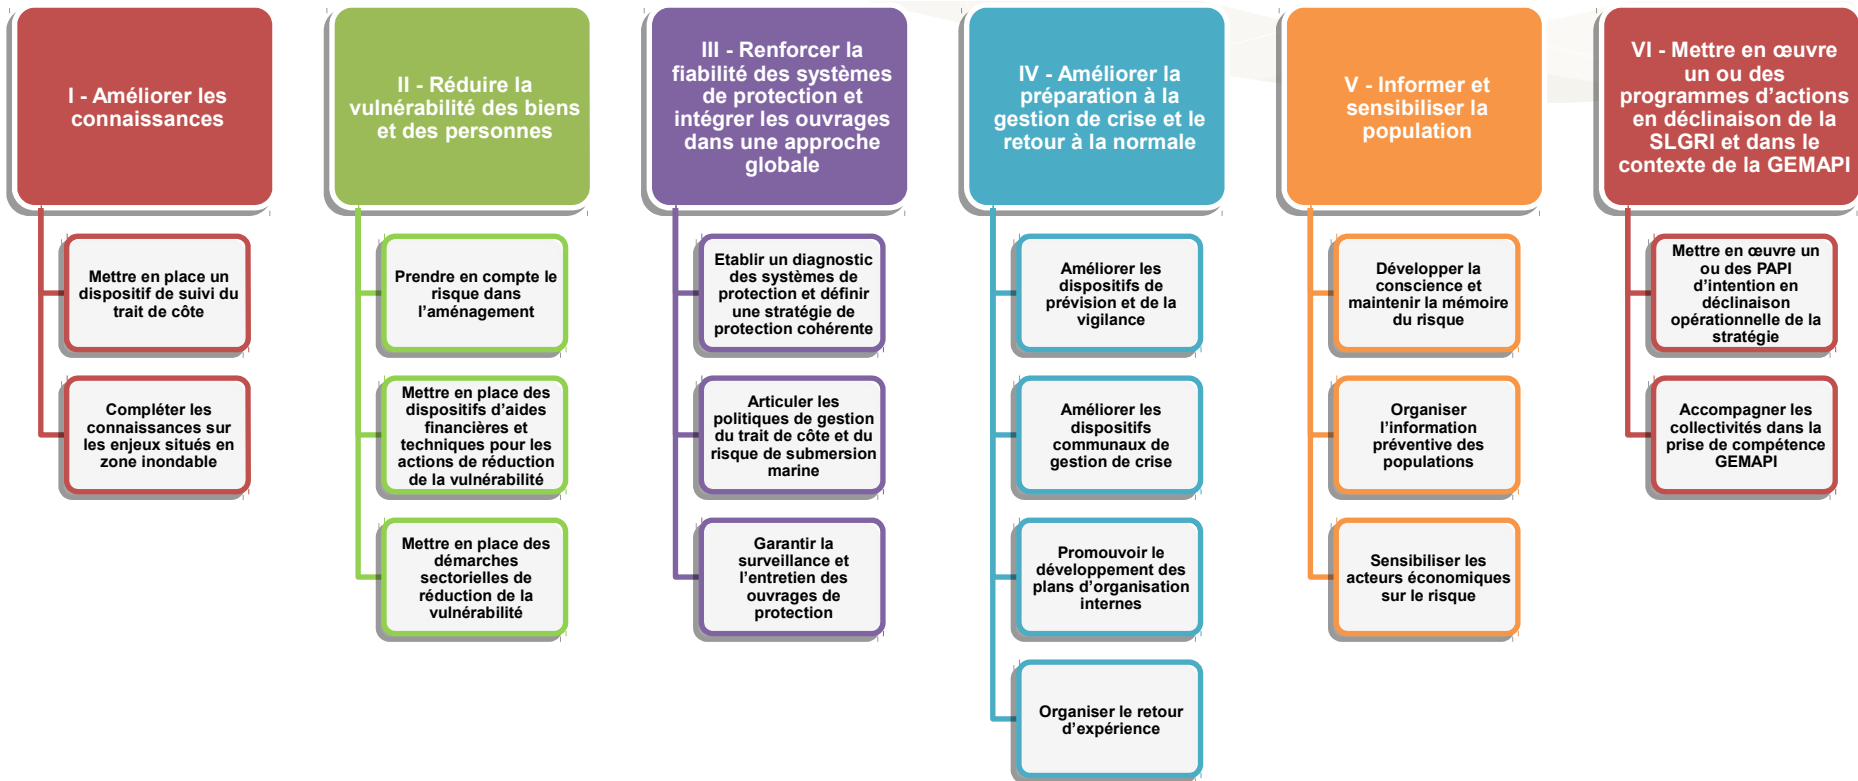 I - Améliorer les
connaissances
Mettre en place un
dispositif de suivi du
trait de côte
Compléter les
connaissances sur
les enjeux situés en
zone inondable
II - Réduire la
vulnérabilité des biens
et des personnes
Prendre en compte le
risque dans
l’aménagement
Mettre en place des
dispositifs d’aides
financières et
techniques pour les
actions de réduction
de la vulnérabilité
Mettre en place des
démarches
sectorielles de
réduction de la
vulnérabilité
III - Renforcer la
fiabilité des systèmes
de protection et
intégrer les ouvrages
dans une approche
globale
Etablir un diagnostic
des systèmes de
protection et définir
une stratégie de
protection cohérente
Articuler les
politiques de gestion
du trait de côte et du
risque de submersion
marine
Garantir la
surveillance et
l’entretien des
ouvrages de
protection
IV - Améliorer la
préparation à la
gestion de crise et le
retour à la normale
Améliorer les
dispositifs de
prévision et de la
vigilance
Améliorer les
dispositifs
communaux de
gestion de crise
Promouvoir le
développement des
plans d’organisation
internes
Organiser le retour
d’expérience
V - Informer et
sensibiliser la
population
Développer la
conscience et
maintenir la mémoire
du risque
Organiser
l’information
préventive des
populations
Sensibiliser les
acteurs économiques
sur le risque
VI - Mettre en œuvre
un ou des
programmes d’actions
en déclinaison de la
SLGRI et dans le
contexte de la GEMAPI
Mettre en œuvre un
ou des PAPI
d’intention en
déclinaison
opérationnelle de la
stratégie
Accompagner les
collectivités dans la
prise de compétence
GEMAPI